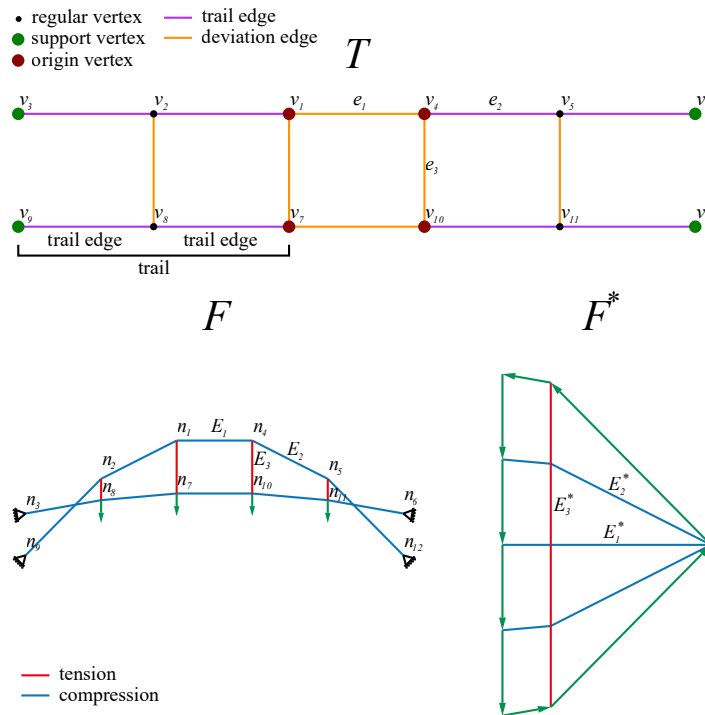 regular vertex trail edge
support vertex deviation edge
origin vertex
T
v3 v2 v1 e1 v4 e2 v5 v
e3
v9 v8 v7 v10 v11 v
trail edge trail edge
trail
F F*
n1 E1 n4
n2 E3 E2 n5
n3 n8 n7 n10 n11 n6
n9 n12
E2*
E3*
E1*
tension
compression